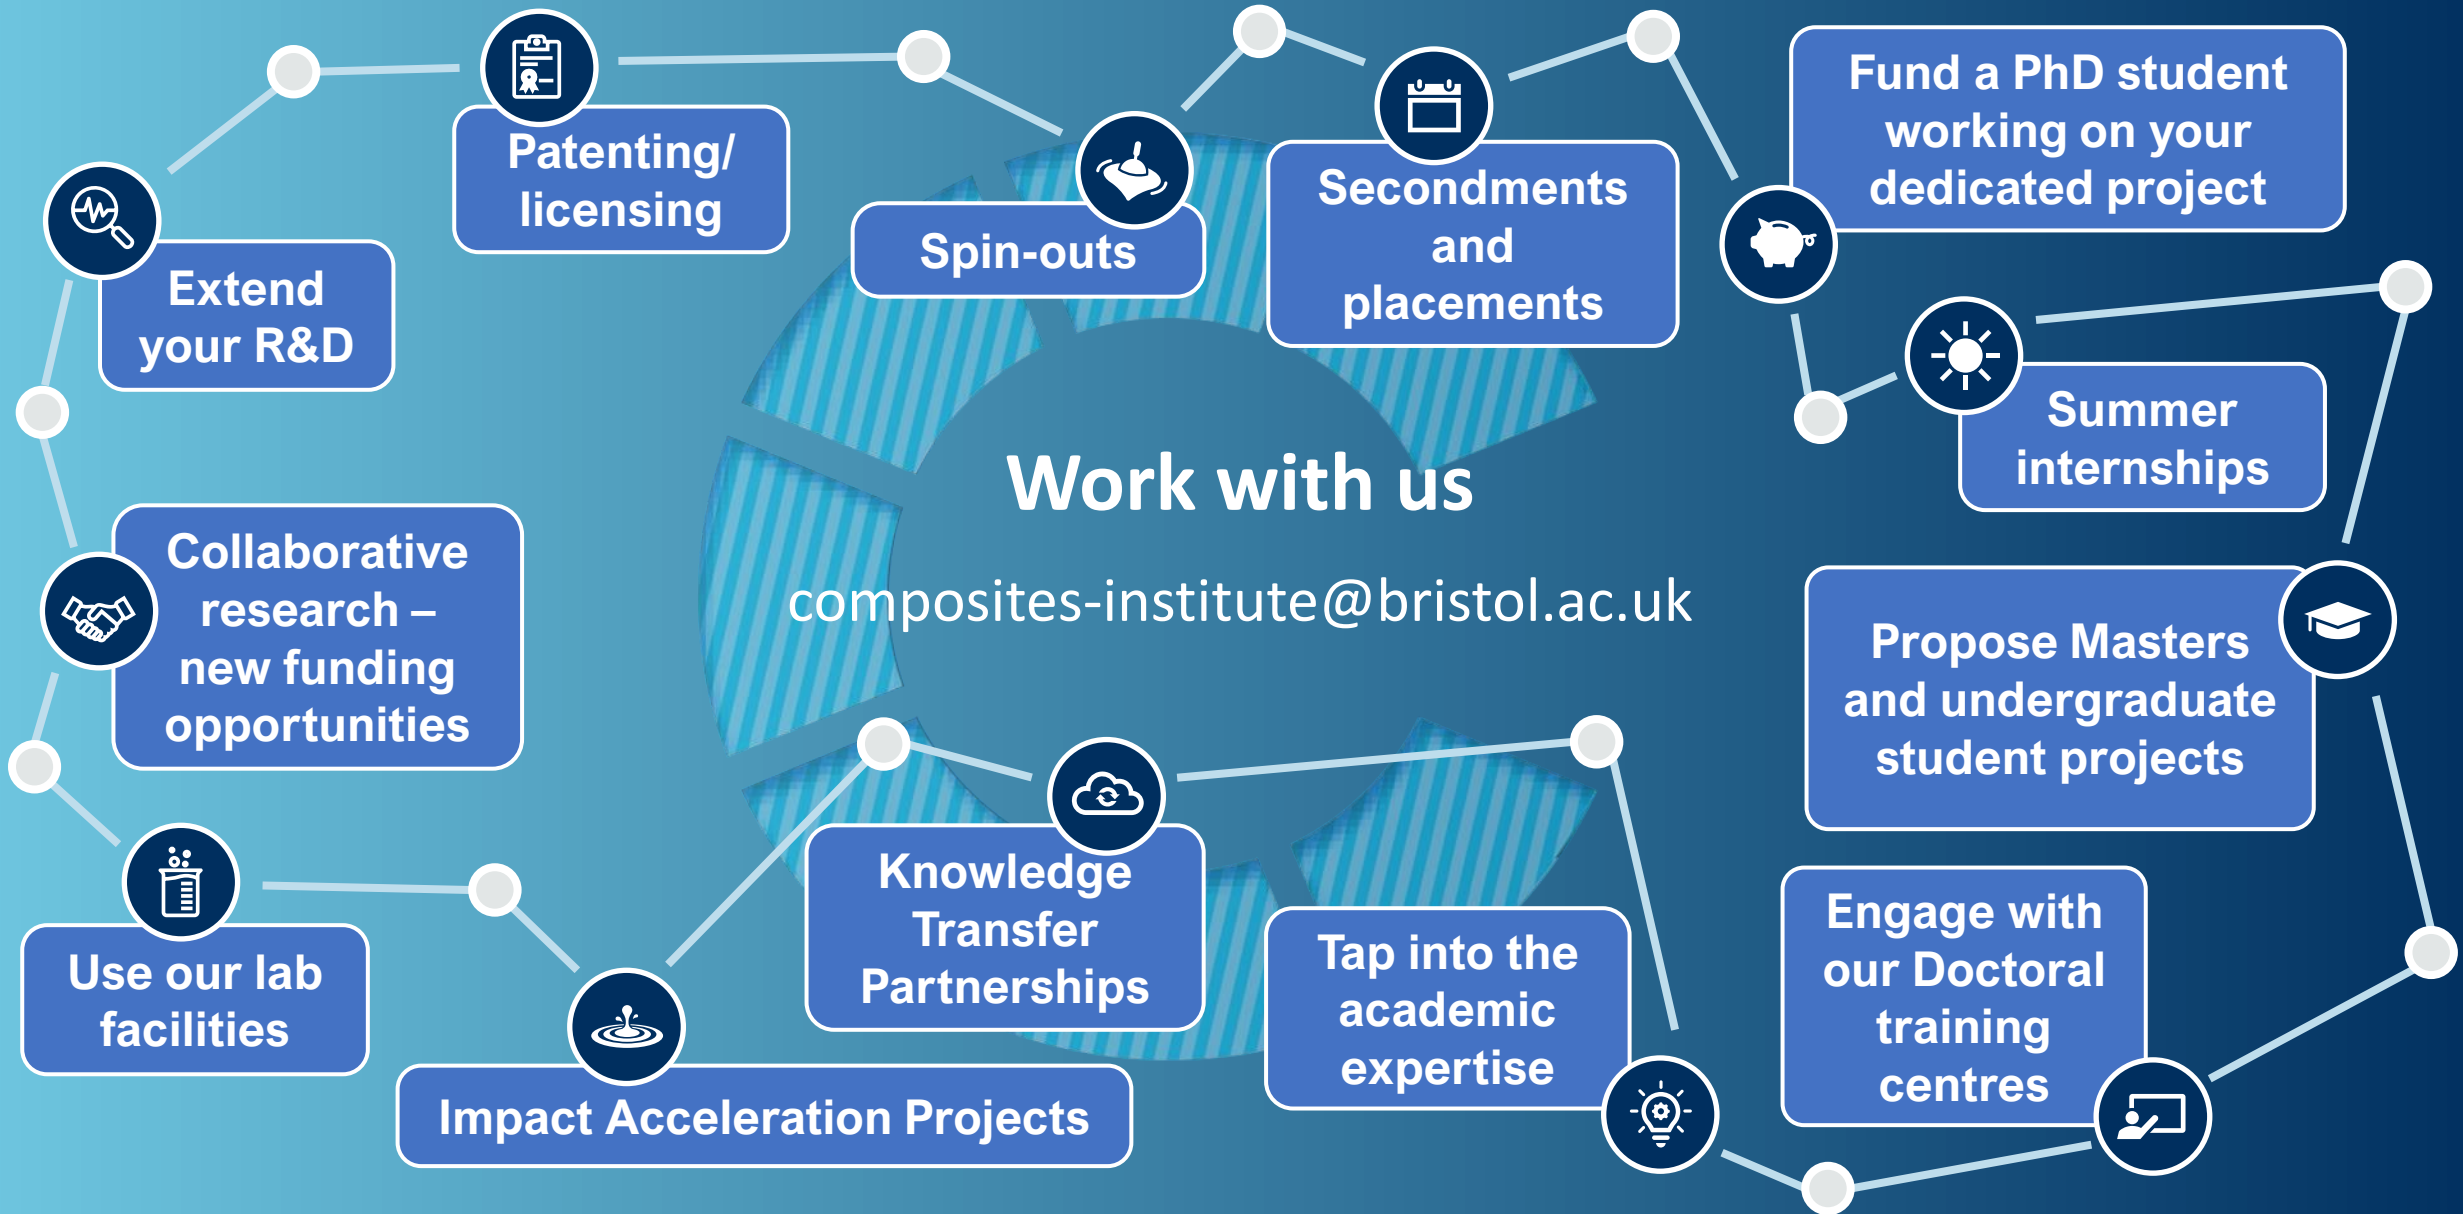 Patenting/
licensing
Extend
your R&D
Spin-outs
Secondments
and
placements
Fund a PhD student
working on your
dedicated project
Summer
internships
Work with us
composites-institute@bristol.ac.uk
Collaborative
research –
new funding
opportunities
Propose Masters
and undergraduate
student projects
Use our lab
facilities
Impact Acceleration Projects
Knowledge
Transfer
Partnerships
Tap into the
academic
expertise
Engage with
our Doctoral
training
centres